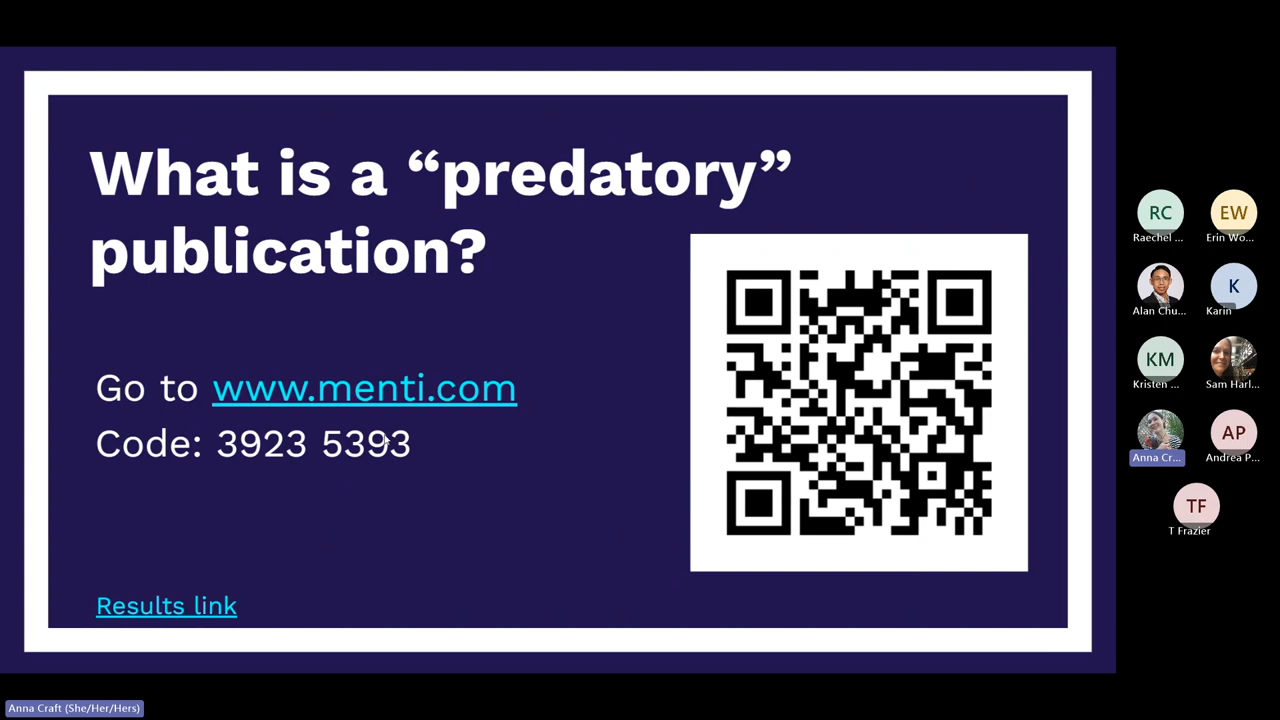 What is a “predatory”
publication?
Go to www.menti.com
Code: 3923 5393
Results link
RC
Raechel ...
EW
Erin Wo...
Alan Chu...
K
Karin
KM
Kristen ...
Sam Harl...
Anna Cr...
AP
Andrea P...
TF
T Frazier
Anna Craft (She/Her/Hers)